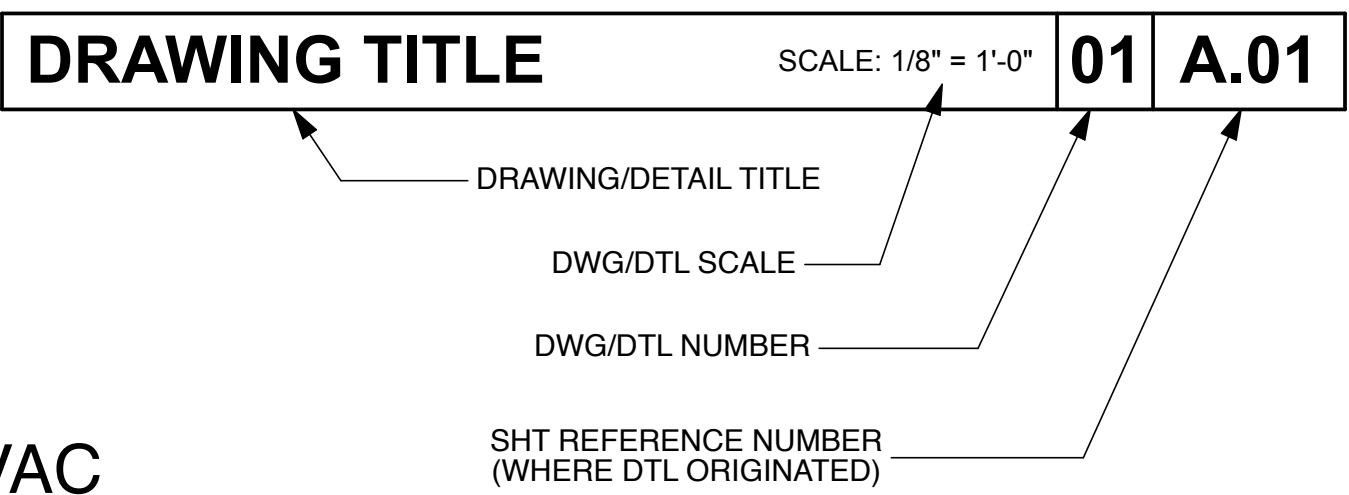 DRAWING TITLE SCALE: 1/8" = 1'-0" 01 A.01
DRAWING/DETAIL TITLE
DWG/DTL SCALE
DWG/DTL NUMBER
SHT REFERENCE NUMBER
(WHERE DTL ORIGINATED)
VAC